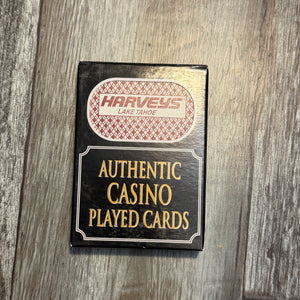 HARVEYS
LAKE TAHOE
AUTHENTIC
CASINO
PLAYED CARDS